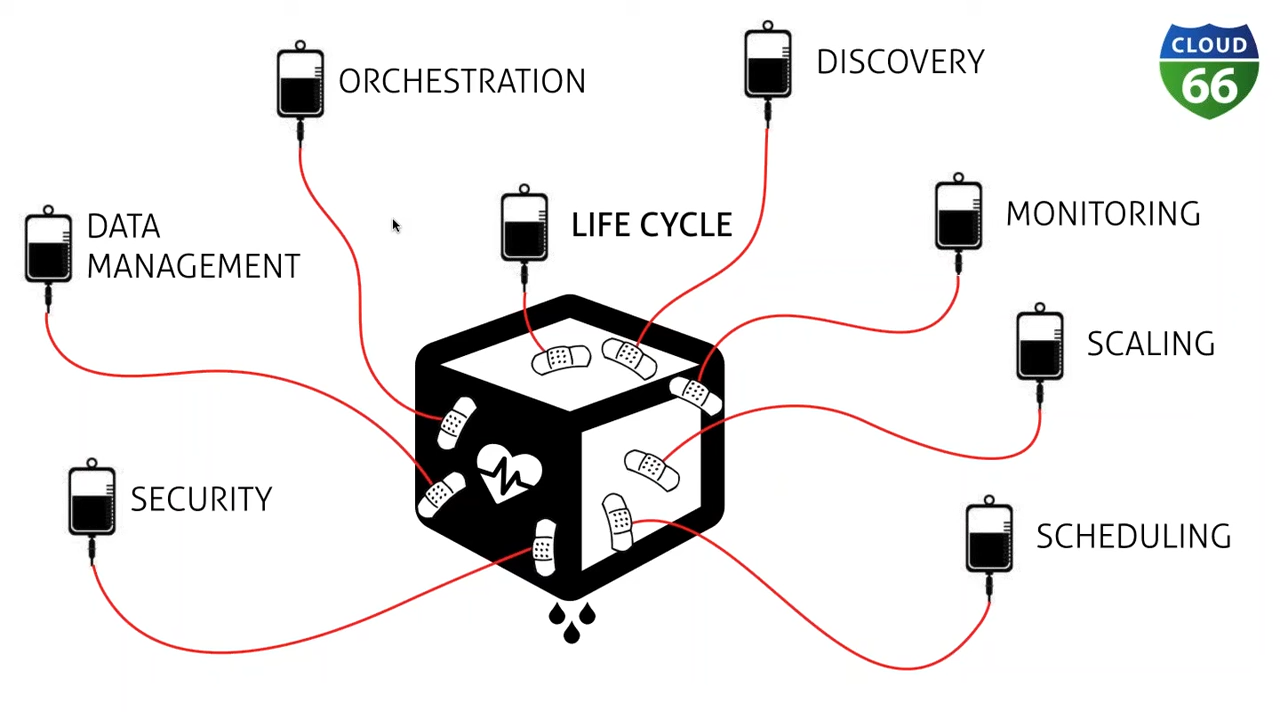 ORCHESTRATION
DISCOVERY
CLOUD
66
DATA
MANAGEMENT
LIFE CYCLE
MONITORING
SCALING
SECURITY
SCHEDULING